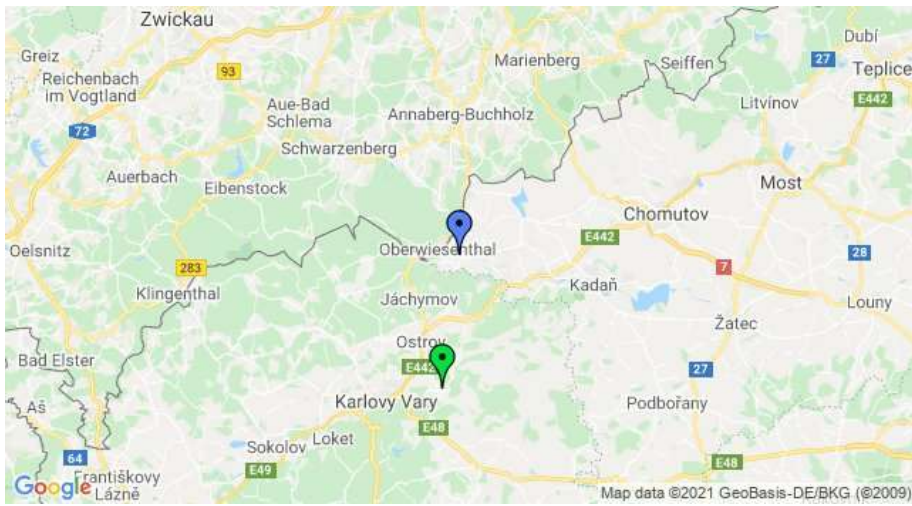 Zwickau
Greiz
Reichenbach
im Vogtland
93
Marienberg
Seiffen
27
Dubí
Teplice
Aue-Bad
Schlema
Annaberg-Buchholz
Litvínov
E442
72
Schwarzenberg
Auerbach
Eibenstock
Most
Chomutov
Oelsnitz
Oberwiesenthal
E442
28
283
7
Klingenthal
Jáchymov
Kadaň
Louny
Ostrov
Žatec
Bad Elster
E442
27
Aš
Karlovy Vary
Podbořany
E48
Sokolov
Loket
64
E49
E48
Františkovy
Lázně
Google
Map data ©2021 GeoBasis-DE/BKG (©2009)